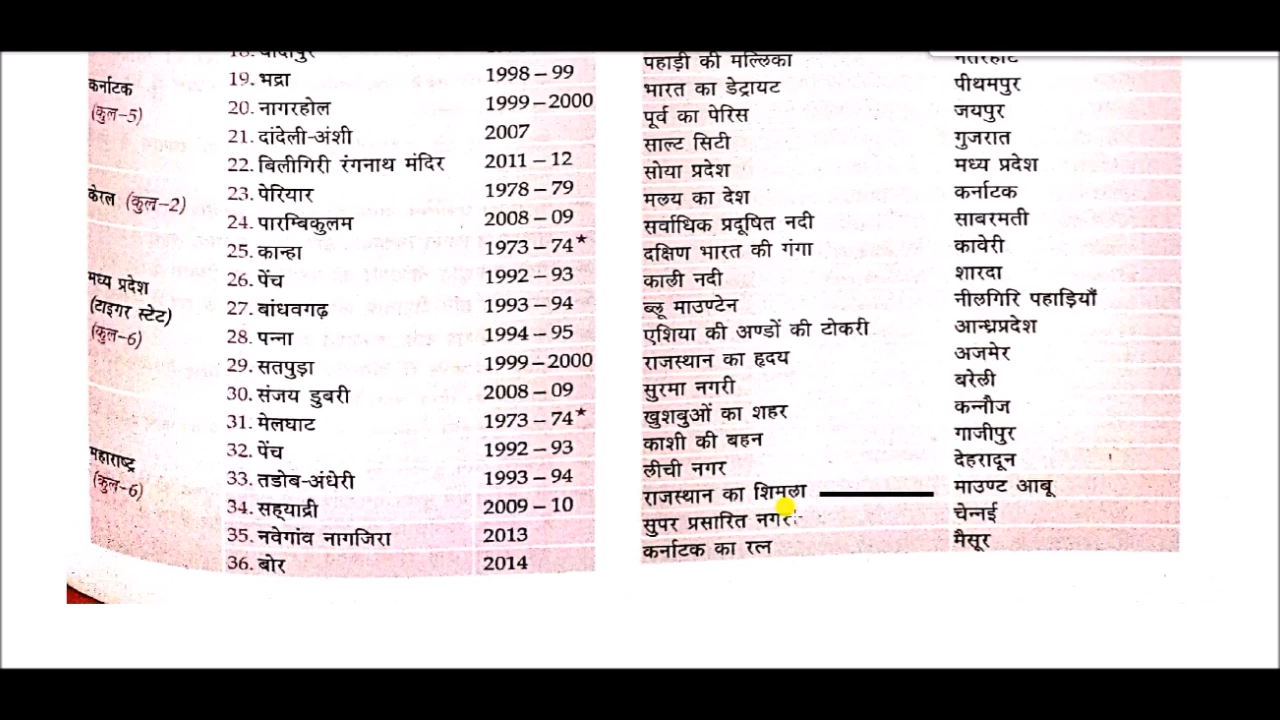 कर्नाटक
(कुल–5)
केरल (कुल–2)
मध्य प्रदेश
(टाइगर स्टेट)
(कुल–6)
महाराष्ट्र
(कुल–6)
19. भद्रा 1998 – 99
20. नागरहोल 1999 – 2000
21. दांदेली-अंशी 2007
22. बिलीगिरी रंगनाथ मंदिर 2011 – 12
23. पेरियार 1978 – 79
24. पारम्बिकुलम 2008 – 09
25. कान्हा 1973 – 74*
26. पेंच 1992 – 93
27. बांधवगढ़ 1993 – 94
28. पन्ना 1994 – 95
29. सतपुड़ा 1999 – 2000
30. संजय डुबरी 2008 – 09
31. मेलघाट 1973 – 74*
32. पेंच 1992 – 93
33. तडोब-अंधेरी 1993 – 94
34. सह्याद्री 2009 – 10
35. नवेगांव नागजिरा 2013
36. बोर 2014
पहाड़ी की मल्लिका नेतरहाट
भारत का डेट्रायट पीथमपुर
पूर्व का पेरिस जयपुर
साल्ट सिटी गुजरात
सोया प्रदेश मध्य प्रदेश
मलय का देश कर्नाटक
सर्वाधिक प्रदूषित नदी साबरमती
दक्षिण भारत की गंगा कावेरी
काली नदी शारदा
ब्लू माउण्टेन नीलगिरि पहाड़ियाँ
एशिया की अण्डों की टोकरी आन्ध्रप्रदेश
राजस्थान का हृदय अजमेर
सुरमा नगरी बरेली
खुशबुओं का शहर कन्नौज
काशी की बहन गाजीपुर
लीची नगर देहरादून
राजस्थान का शिमला माउण्ट आबू
सुपर प्रसारित नगर चेन्नई
कर्नाटक का रत्न मैसूर